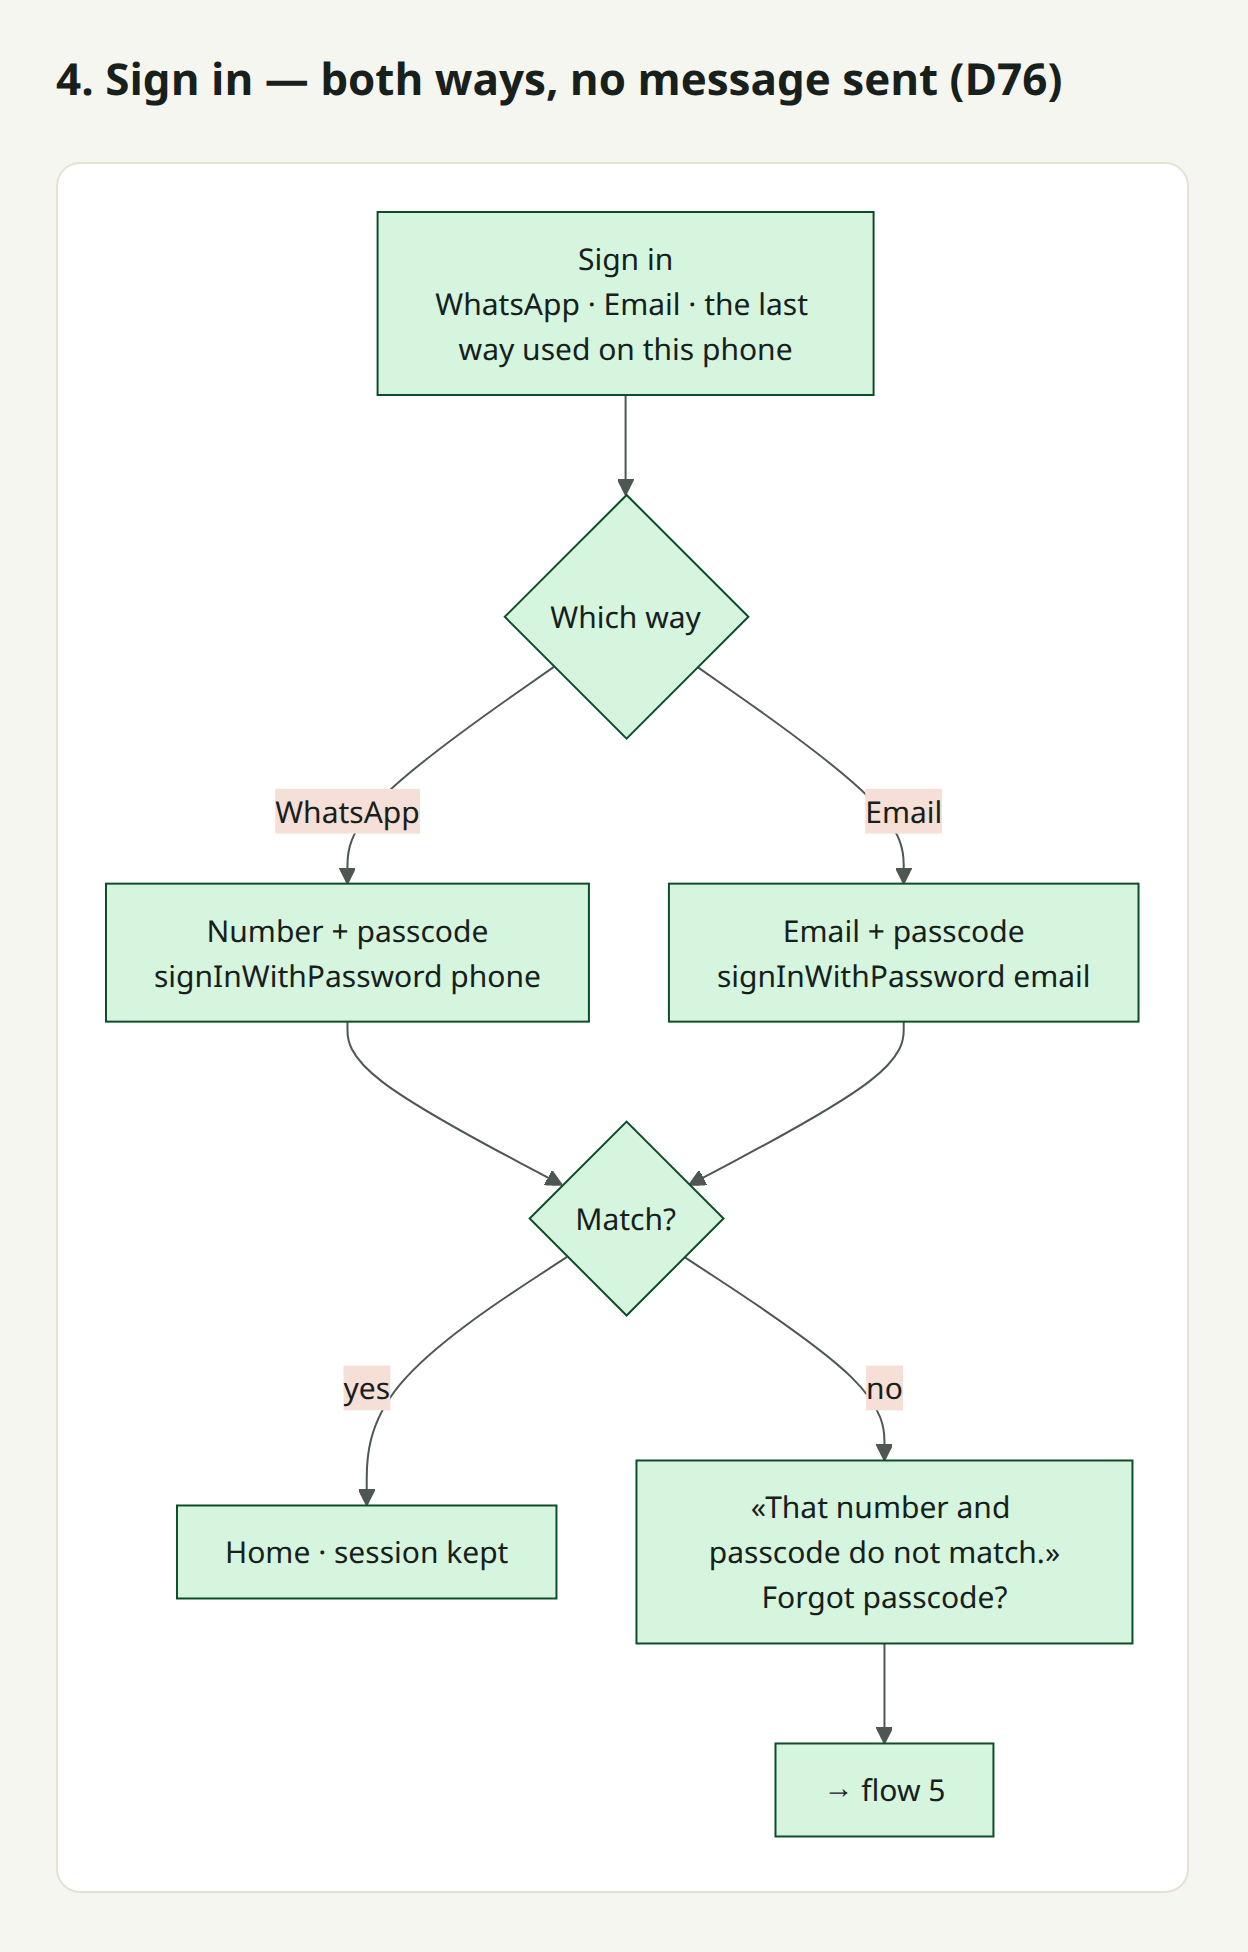 4. Sign in — both ways, no message sent (D76)
Sign in
WhatsApp · Email · the last
way used on this phone
Which way
WhatsApp
Email
Number + passcode
signInWithPassword phone
Email + passcode
signInWithPassword email
Match?
yes
no
Home · session kept
«That number and
passcode do not match.»
Forgot passcode?
→ flow 5